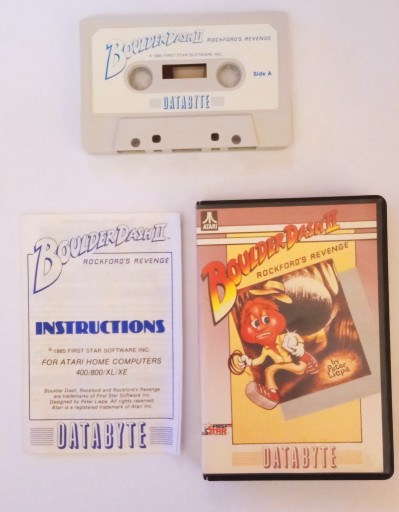 BOULDER DASH II™
ROCKFORD'S REVENGE
© 1985 FIRST STAR SOFTWARE INC.
Side A
DATABYTE
BOULDER DASH II™
ROCKFORD'S REVENGE
INSTRUCTIONS
© 1985 FIRST STAR SOFTWARE INC.
FOR ATARI HOME COMPUTERS
400/800/XL/XE
Boulder Dash, Rockford and Rockford's Revenge
are trademarks of First Star Software Inc.
Designed by Peter Liepa. All rights reserved.
Atari is a registered trademark of Atari Inc.
DATABYTE
ATARI
BOULDER DASH II™
ROCKFORD'S REVENGE
by
Peter
Liepa
FIRST
STAR
DATABYTE